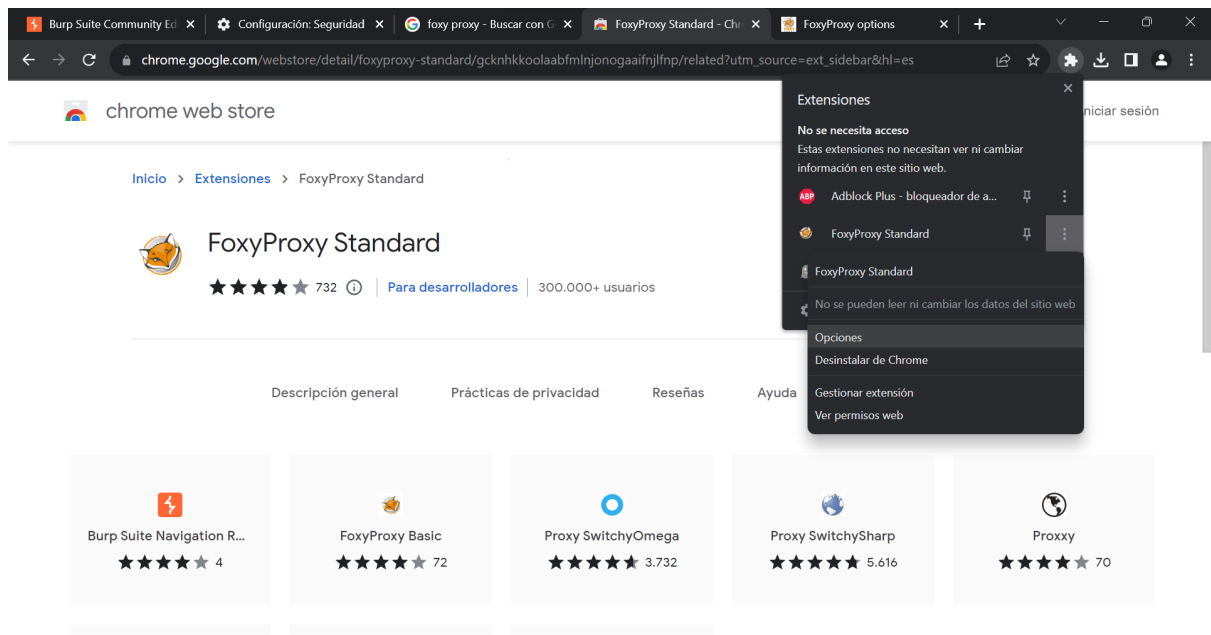 Burp Suite Community Ed
Configuración: Seguridad
foxy proxy - Buscar con G
FoxyProxy Standard - Chr
FoxyProxy options
chrome.google.com/webstore/detail/foxyproxy-standard/gcknhkkoolaabfmlnjonogaaifnjlfnp/related?utm_source=ext_sidebar&hl=es
chrome web store
niciar sesión
Extensiones
No se necesita acceso
Estas extensiones no necesitan ver ni cambiar
información en este sitio web.
ABP Adblock Plus - bloqueador de a...
FoxyProxy Standard
FoxyProxy Standard
No se pueden leer ni cambiar los datos del sitio web
Opciones
Desinstalar de Chrome
Gestionar extensión
Ver permisos web
Inicio > Extensiones > FoxyProxy Standard
FoxyProxy Standard
732 Para desarrolladores 300.000+ usuarios
Descripción general Prácticas de privacidad Reseñas Ayuda
Burp Suite Navigation R...
4
FoxyProxy Basic
72
Proxy SwitchyOmega
3.732
Proxy SwitchySharp
5.616
Proxxy
70